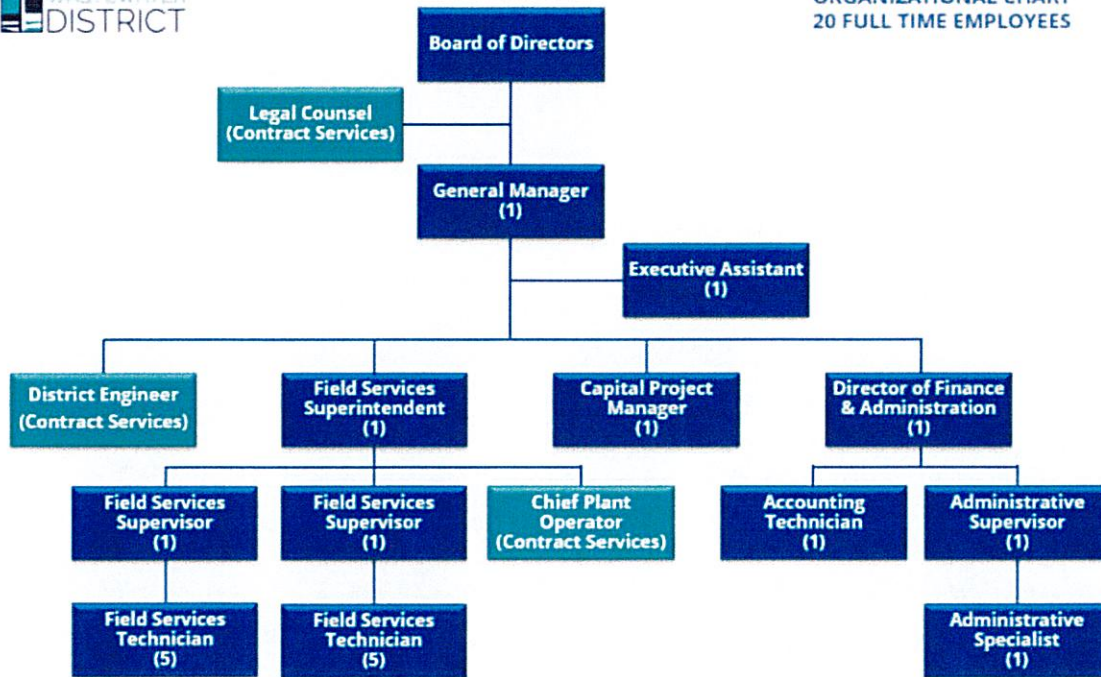 DISTRICT
ORGANIZATIONAL CHART
20 FULL TIME EMPLOYEES
Board of Directors
Legal Counsel
(Contract Services)
General Manager
(1)
Executive Assistant
(1)
District Engineer
(Contract Services)
Field Services
Superintendent
(1)
Capital Project
Manager
(1)
Director of Finance
& Administration
(1)
Field Services
Supervisor
(1)
Field Services
Supervisor
(1)
Chief Plant
Operator
(Contract Services)
Accounting
Technician
(1)
Administrative
Supervisor
(1)
Field Services
Technician
(5)
Field Services
Technician
(5)
Administrative
Specialist
(1)